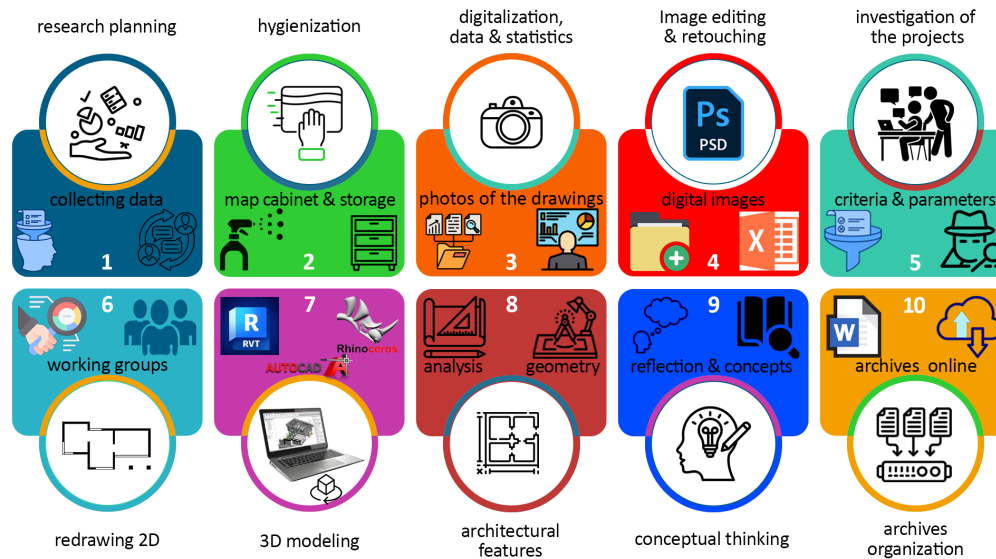 research planning
hygienization
digitalization,
data & statistics
Image editing
& retouching
investigation of
the projects
Ps
PSD
collecting data
map cabinet & storage
photos of the drawings
digital images
criteria & parameters
X
1
2
3
4
5
6
7
8
9
10
R
RVT
Rhinoceros
AUTOCAD
W
working groups
analysis
geometry
reflection & concepts
archives online
redrawing 2D
3D modeling
architectural
features
conceptual thinking
archives
organization